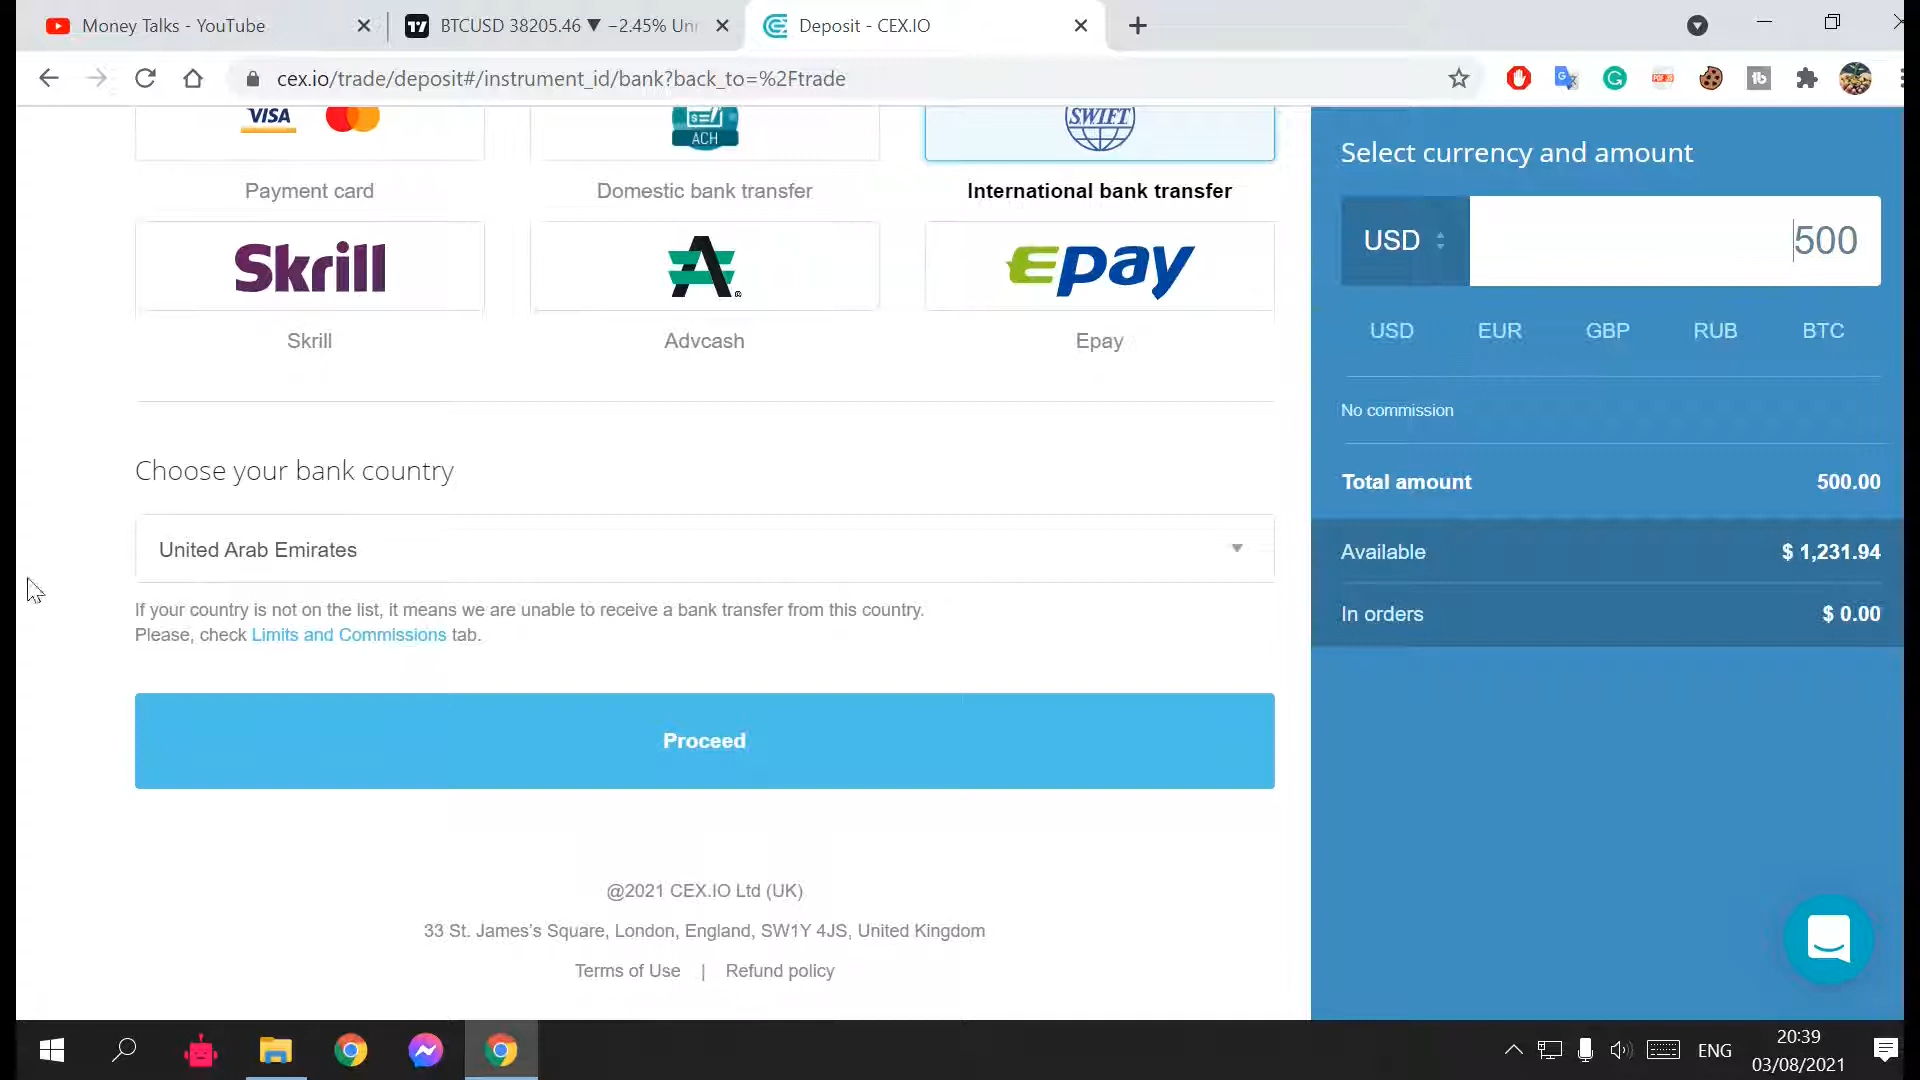 Money Talks - YouTube
BTCUSD 38205.46 ▼ −2.45% Un
Deposit - CEX.IO
cex.io/trade/deposit#/instrument_id/bank?back_to=%2Ftrade
VISA
ACH
SWIFT
Payment card
Domestic bank transfer
International bank transfer
Skrill
Epay
Skrill
Advcash
Epay
Choose your bank country
United Arab Emirates
If your country is not on the list, it means we are unable to receive a bank transfer from this country.
Please, check Limits and Commissions tab.
Proceed
@2021 CEX.IO Ltd (UK)
33 St. James's Square, London, England, SW1Y 4JS, United Kingdom
Terms of Use | Refund policy
Select currency and amount
USD 500
USD EUR GBP RUB BTC
No commission
Total amount 500.00
Available $ 1,231.94
In orders $ 0.00
ENG
20:39
03/08/2021